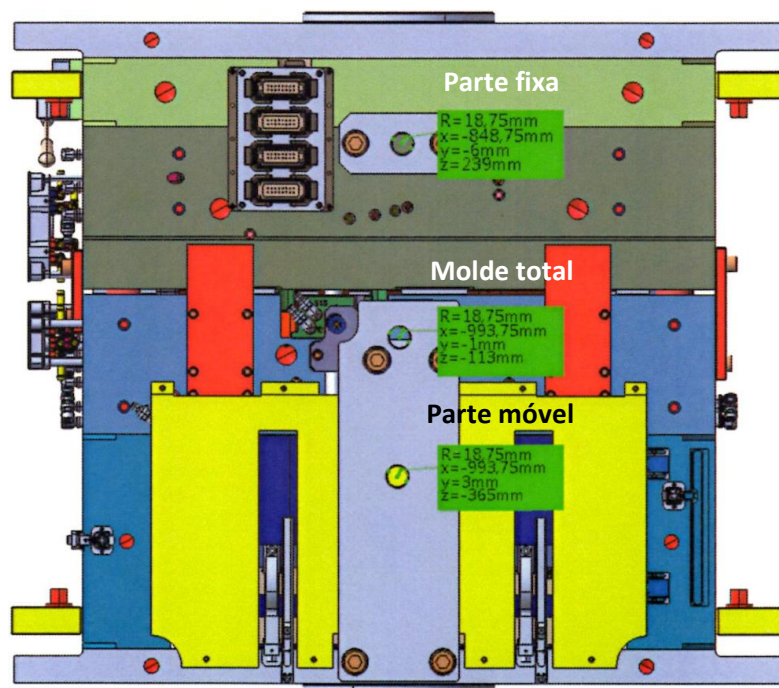 Parte fixa
R=18,75mm
x=-848,75mm
y=-6mm
z=239mm
Molde total
R=18,75mm
x=-993,75mm
y=-1mm
z=-113mm
Parte móvel
R=18,75mm
x=-993,75mm
y=3mm
z=-365mm